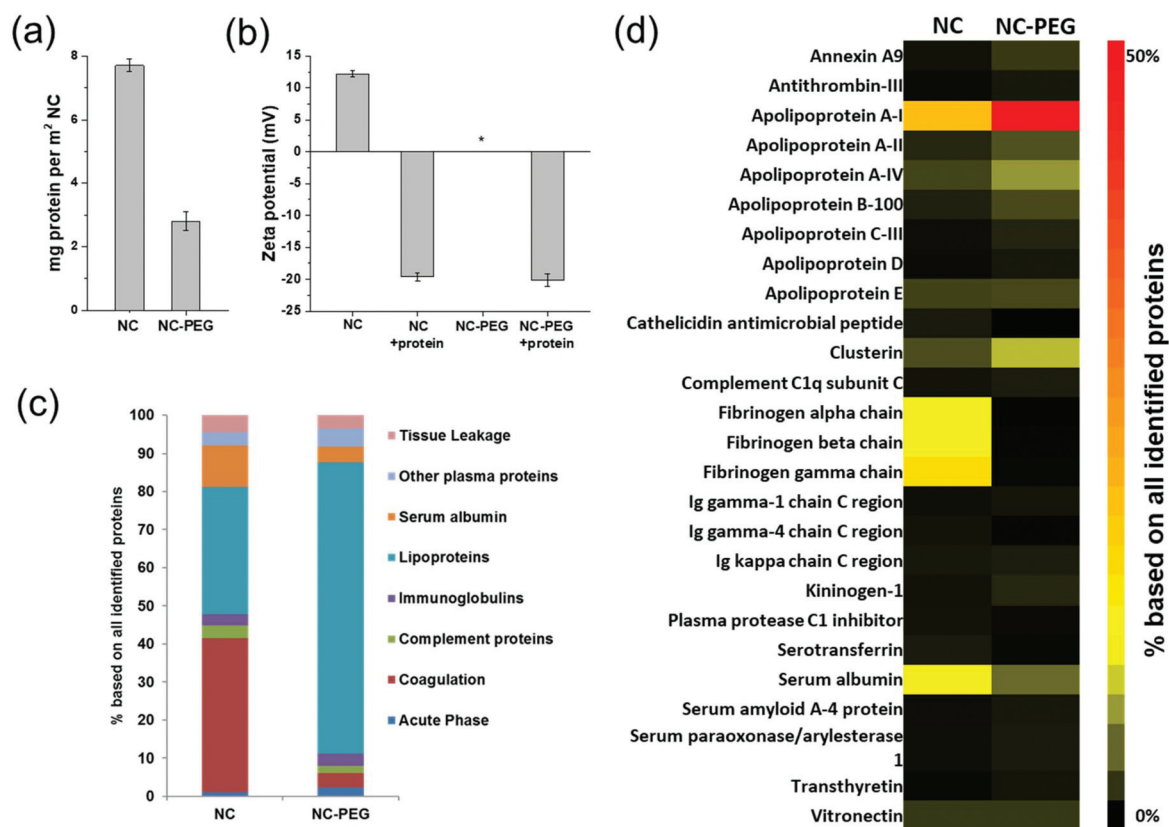 (a)
mg protein per m² NC
8
6
4
2
0
NC
NC-PEG
(b)
Zeta potential (mV)
15
10
5
0
-5
-10
-15
-20
-25
*
NC
NC
+protein
NC-PEG
NC-PEG
+protein
(c)
% based on all identified proteins
100
90
80
70
60
50
40
30
20
10
0
NC
NC-PEG
Tissue Leakage
Other plasma proteins
Serum albumin
Lipoproteins
Immunoglobulins
Complement proteins
Coagulation
Acute Phase
(d)
NC
NC-PEG
Annexin A9
Antithrombin-III
Apolipoprotein A-I
Apolipoprotein A-II
Apolipoprotein A-IV
Apolipoprotein B-100
Apolipoprotein C-III
Apolipoprotein D
Apolipoprotein E
Cathelicidin antimicrobial peptide
Clusterin
Complement C1q subunit C
Fibrinogen alpha chain
Fibrinogen beta chain
Fibrinogen gamma chain
Ig gamma-1 chain C region
Ig gamma-4 chain C region
Ig kappa chain C region
Kininogen-1
Plasma protease C1 inhibitor
Serotransferrin
Serum albumin
Serum amyloid A-4 protein
Serum paraoxonase/arylesterase
1
Transthyretin
Vitronectin
50%
0%
% based on all identified proteins